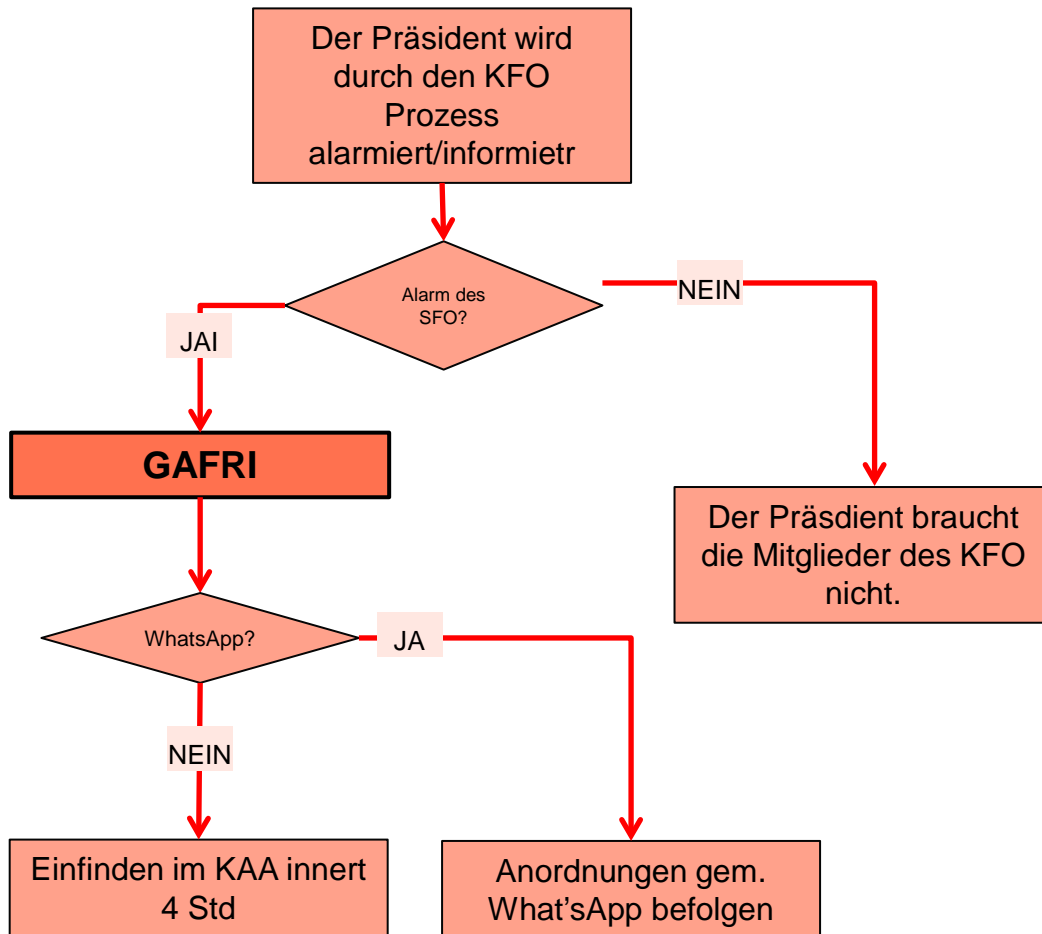 Der Präsident wird
durch den KFO
Prozess
alarmiert/informietr
Alarm des
SFO?
NEIN
JAI
GAFRI
Der Präsdient braucht
die Mitglieder des KFO
nicht.
WhatsApp?
JA
NEIN
Einfinden im KAA innert
4 Std
Anordnungen gem.
What'sApp befolgen